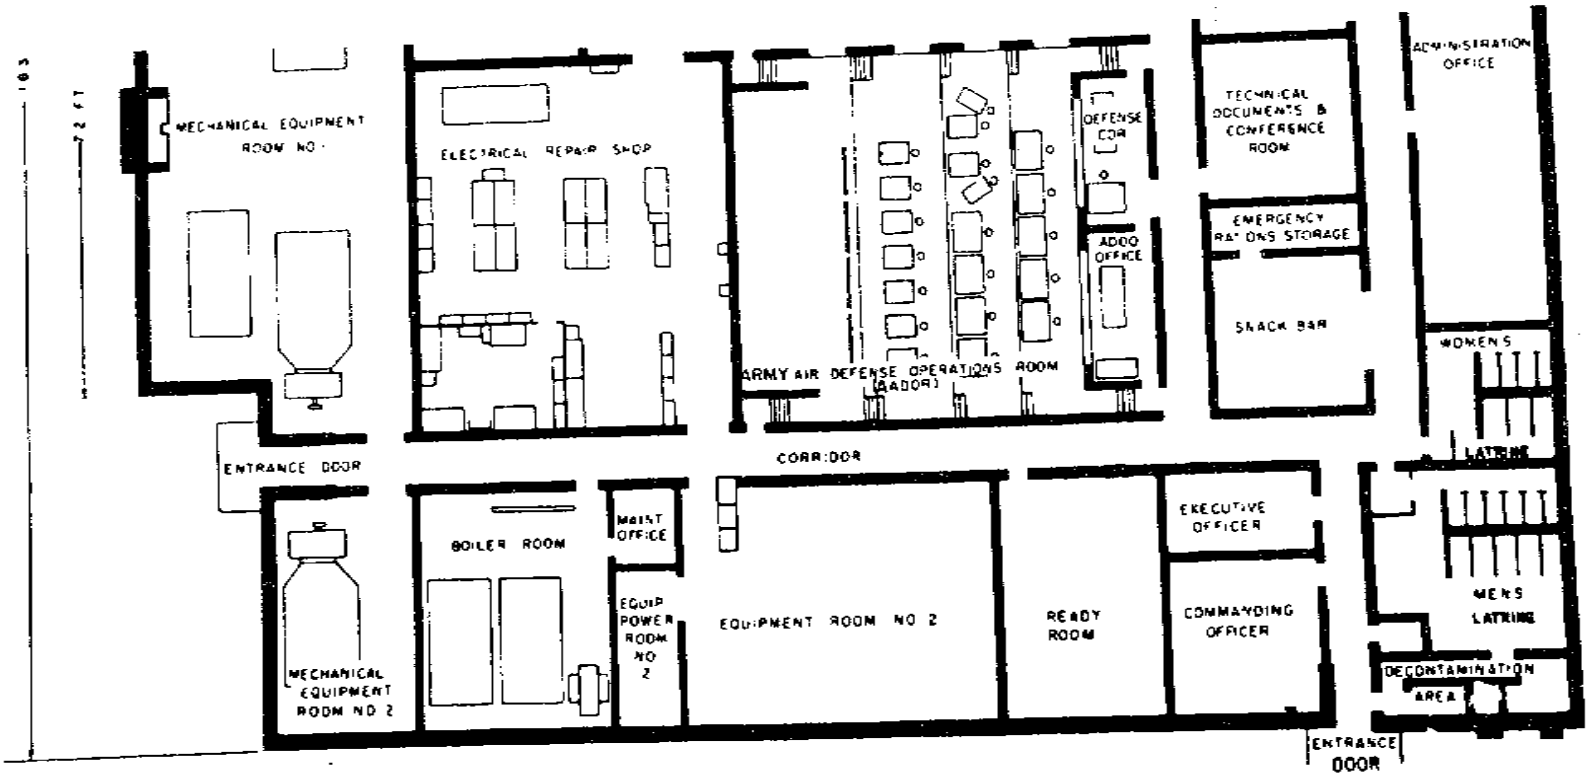 163
72 FT
MECHANICAL EQUIPMENT
ROOM NO 1
ELECTRICAL REPAIR SHOP
DEFENSE
CDR
TECHNICAL
DOCUMENTS &
CONFERENCE
ROOM
ADMINISTRATION
OFFICE
EMERGENCY
RATIONS STORAGE
ADOO
OFFICE
SNACK BAR
WOMENS
LATRINE
ARMY AIR DEFENSE OPERATIONS ROOM
(AADOR)
ENTRANCE DOOR
CORRIDOR
MAINT
OFFICE
BOILER ROOM
EXECUTIVE
OFFICER
EQUIP
POWER
ROOM
NO
2
EQUIPMENT ROOM NO 2
READY
ROOM
COMMANDING
OFFICER
MENS
LATRINE
MECHANICAL
EQUIPMENT
ROOM NO 2
DECONTAMINATION
AREA
ENTRANCE
DOOR